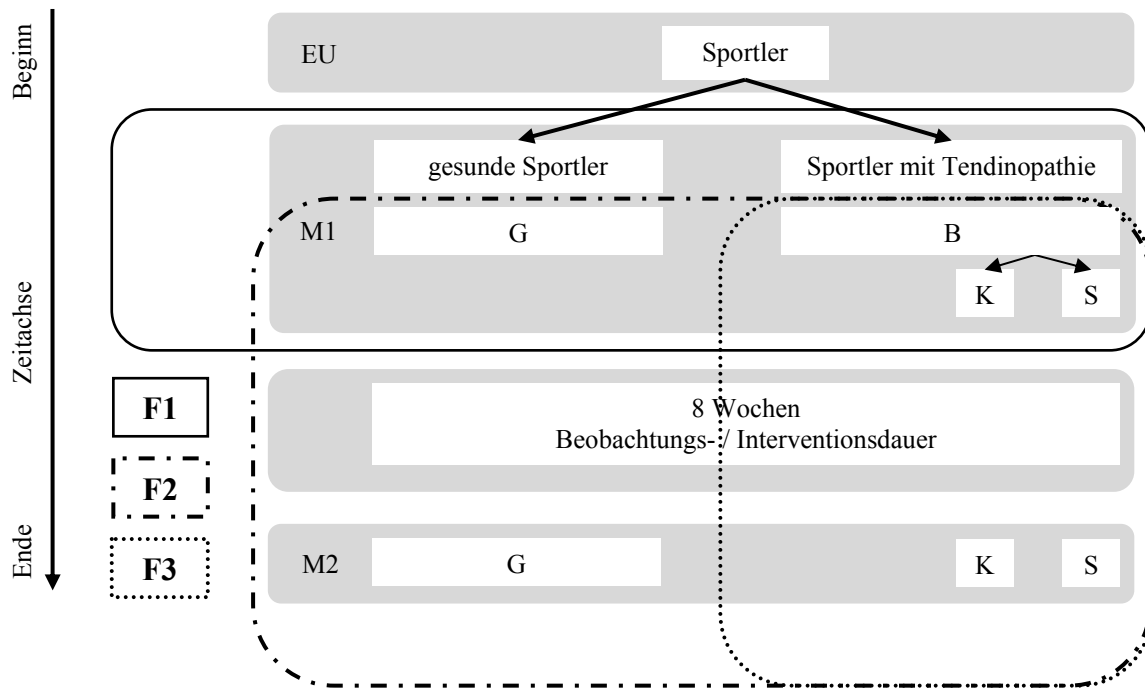 Beginn
EU
Sportler
gesunde Sportler
Sportler mit Tendinopathie
M1
G
B
K
S
Zeitachse
F1
8 Wochen
Beobachtungs- / Interventionsdauer
F2
Ende
F3
M2
G
K
S